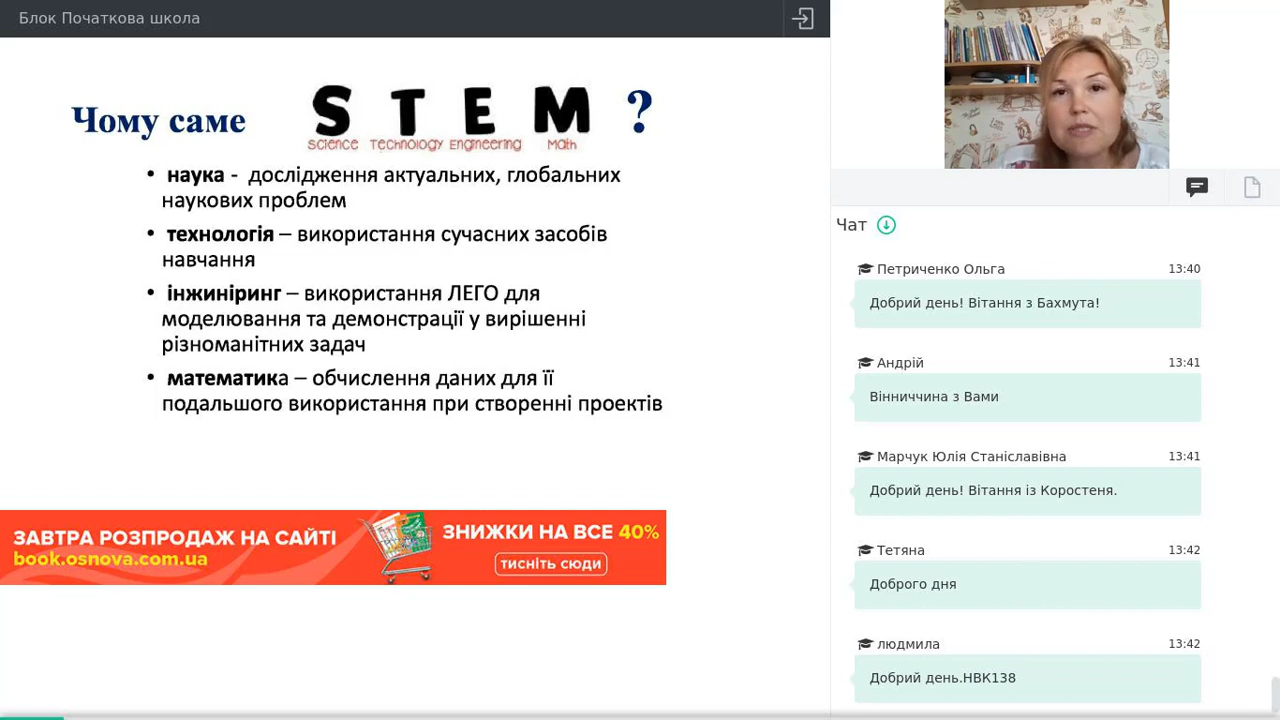 Блок Початкова школа
Чому саме STEM ?
Science Technology Engineering Math
• наука - дослідження актуальних, глобальних
наукових проблем
• технологія – використання сучасних засобів
навчання
• інжиніринг – використання ЛЕГО для
моделювання та демонстрації у вирішенні
різноманітних задач
• математика – обчислення даних для її
подальшого використання при створенні проектів
ЗАВТРА РОЗПРОДАЖ НА САЙТІ
book.osnova.com.ua
ЗНИЖКИ НА ВСЕ 40%
тисніть сюди
Чат
Петриченко Ольга 13:40
Добрий день! Вітання з Бахмута!
Андрій 13:41
Вінниччина з Вами
Марчук Юлія Станіславівна 13:41
Добрий день! Вітання із Коростеня.
Тетяна 13:42
Доброго дня
людмила 13:42
Добрий день.НВК138